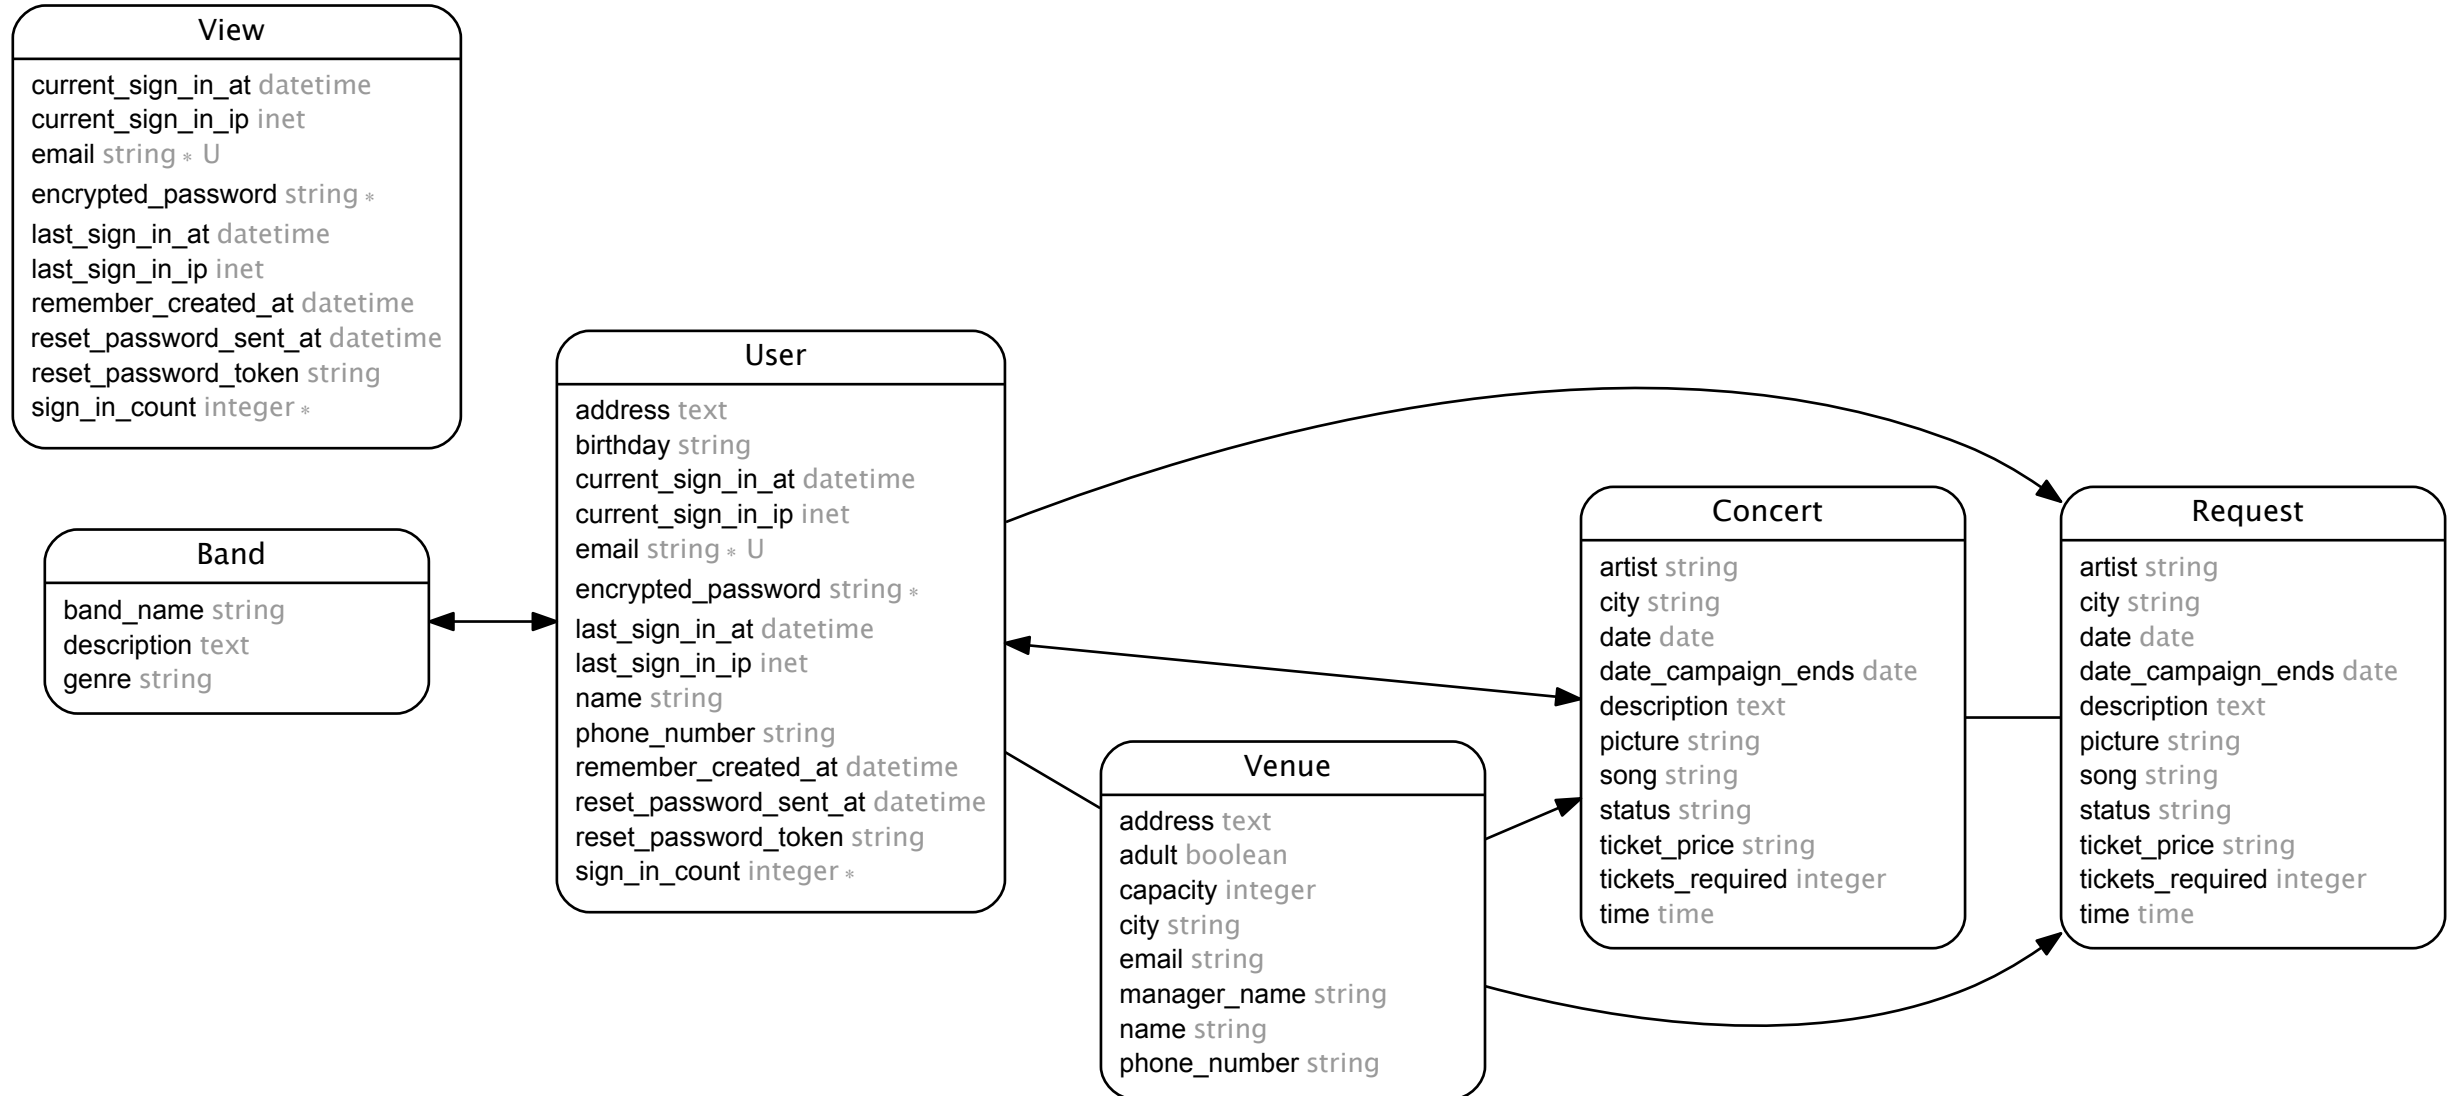 View
current_sign_in_at datetime
current_sign_in_ip inet
email string * U
encrypted_password string *
last_sign_in_at datetime
last_sign_in_ip inet
remember_created_at datetime
reset_password_sent_at datetime
reset_password_token string
sign_in_count integer *
Band
band_name string
description text
genre string
User
address text
birthday string
current_sign_in_at datetime
current_sign_in_ip inet
email string * U
encrypted_password string *
last_sign_in_at datetime
last_sign_in_ip inet
name string
phone_number string
remember_created_at datetime
reset_password_sent_at datetime
reset_password_token string
sign_in_count integer *
Venue
address text
adult boolean
capacity integer
city string
email string
manager_name string
name string
phone_number string
Concert
artist string
city string
date date
date_campaign_ends date
description text
picture string
song string
status string
ticket_price string
tickets_required integer
time time
Request
artist string
city string
date date
date_campaign_ends date
description text
picture string
song string
status string
ticket_price string
tickets_required integer
time time